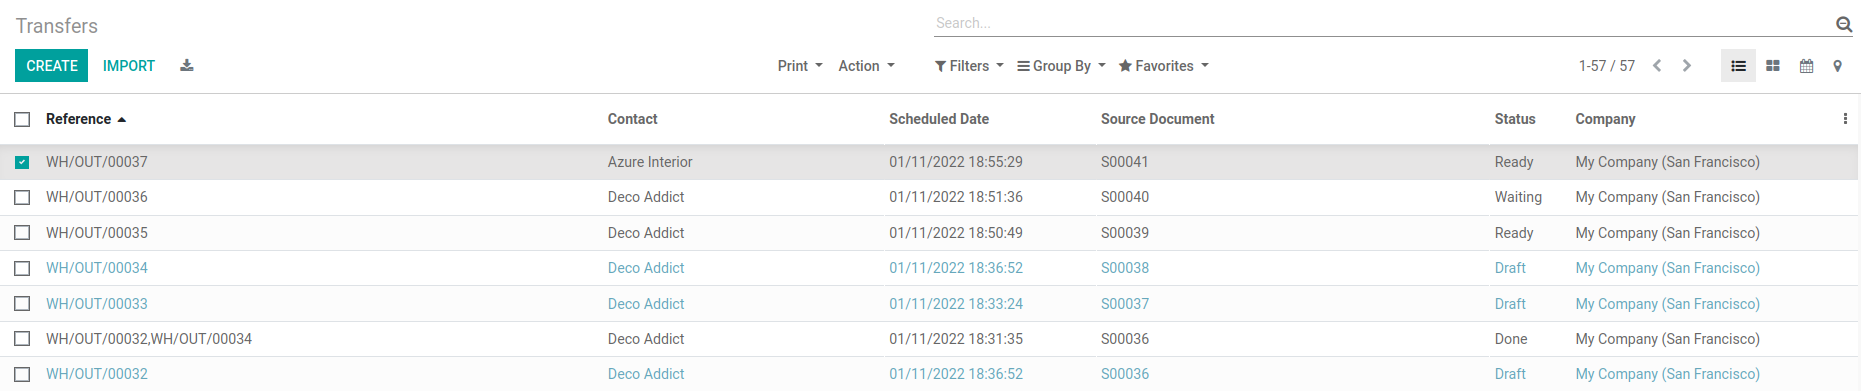 Transfers
Search...
CREATE IMPORT Print Action Filters Group By Favorites 1-57 / 57
Reference Contact Scheduled Date Source Document Status Company
WH/OUT/00037 Azure Interior 01/11/2022 18:55:29 S00041 Ready My Company (San Francisco)
WH/OUT/00036 Deco Addict 01/11/2022 18:51:36 S00040 Waiting My Company (San Francisco)
WH/OUT/00035 Deco Addict 01/11/2022 18:50:49 S00039 Ready My Company (San Francisco)
WH/OUT/00034 Deco Addict 01/11/2022 18:36:52 S00038 Draft My Company (San Francisco)
WH/OUT/00033 Deco Addict 01/11/2022 18:33:24 S00037 Draft My Company (San Francisco)
WH/OUT/00032,WH/OUT/00034 Deco Addict 01/11/2022 18:31:35 S00036 Done My Company (San Francisco)
WH/OUT/00032 Deco Addict 01/11/2022 18:36:52 S00036 Draft My Company (San Francisco)